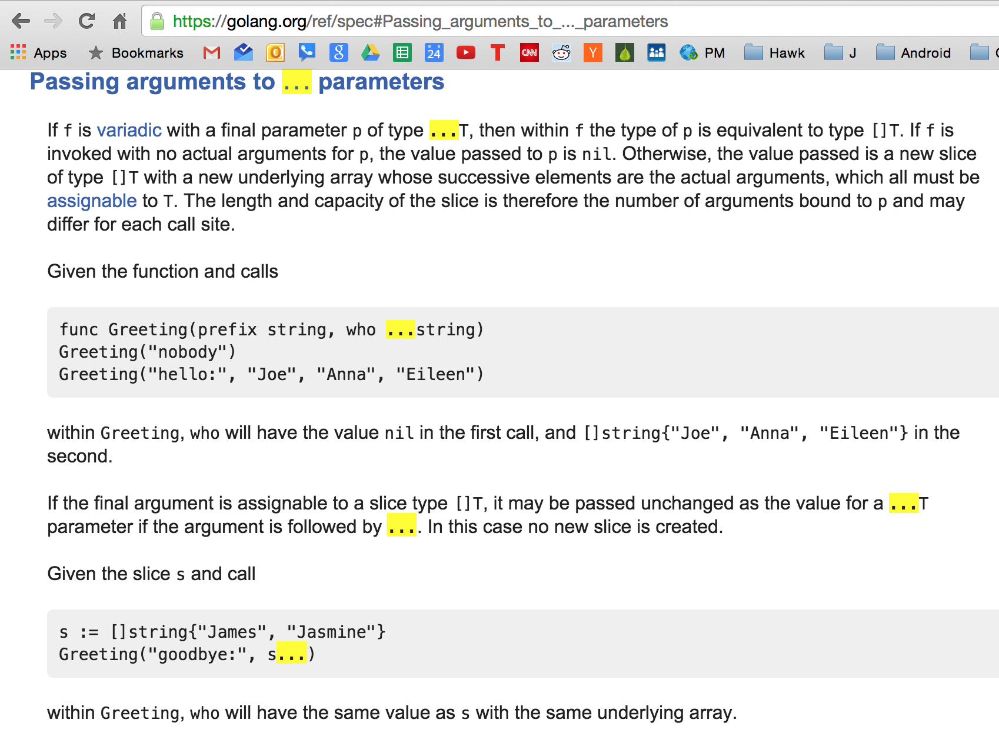 https://golang.org/ref/spec#Passing_arguments_to_..._parameters
Apps Bookmarks 8 24 T CNN Y PM Hawk J Android
Passing arguments to ... parameters
If f is variadic with a final parameter p of type ...T, then within f the type of p is equivalent to type []T. If f is
invoked with no actual arguments for p, the value passed to p is nil. Otherwise, the value passed is a new slice
of type []T with a new underlying array whose successive elements are the actual arguments, which all must be
assignable to T. The length and capacity of the slice is therefore the number of arguments bound to p and may
differ for each call site.
Given the function and calls
func Greeting(prefix string, who ...string)
Greeting("nobody")
Greeting("hello:", "Joe", "Anna", "Eileen")
within Greeting, who will have the value nil in the first call, and []string{"Joe", "Anna", "Eileen"} in the
second.
If the final argument is assignable to a slice type []T, it may be passed unchanged as the value for a ...T
parameter if the argument is followed by .... In this case no new slice is created.
Given the slice s and call
s := []string{"James", "Jasmine"}
Greeting("goodbye:", s...)
within Greeting, who will have the same value as s with the same underlying array.